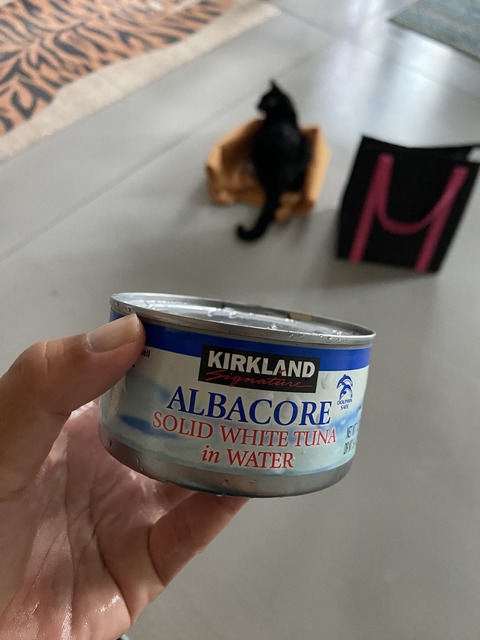 KIRKLAND
Signature
ALBACORE
SOLID WHITE TUNA
in WATER
DOLPHIN
SAFE